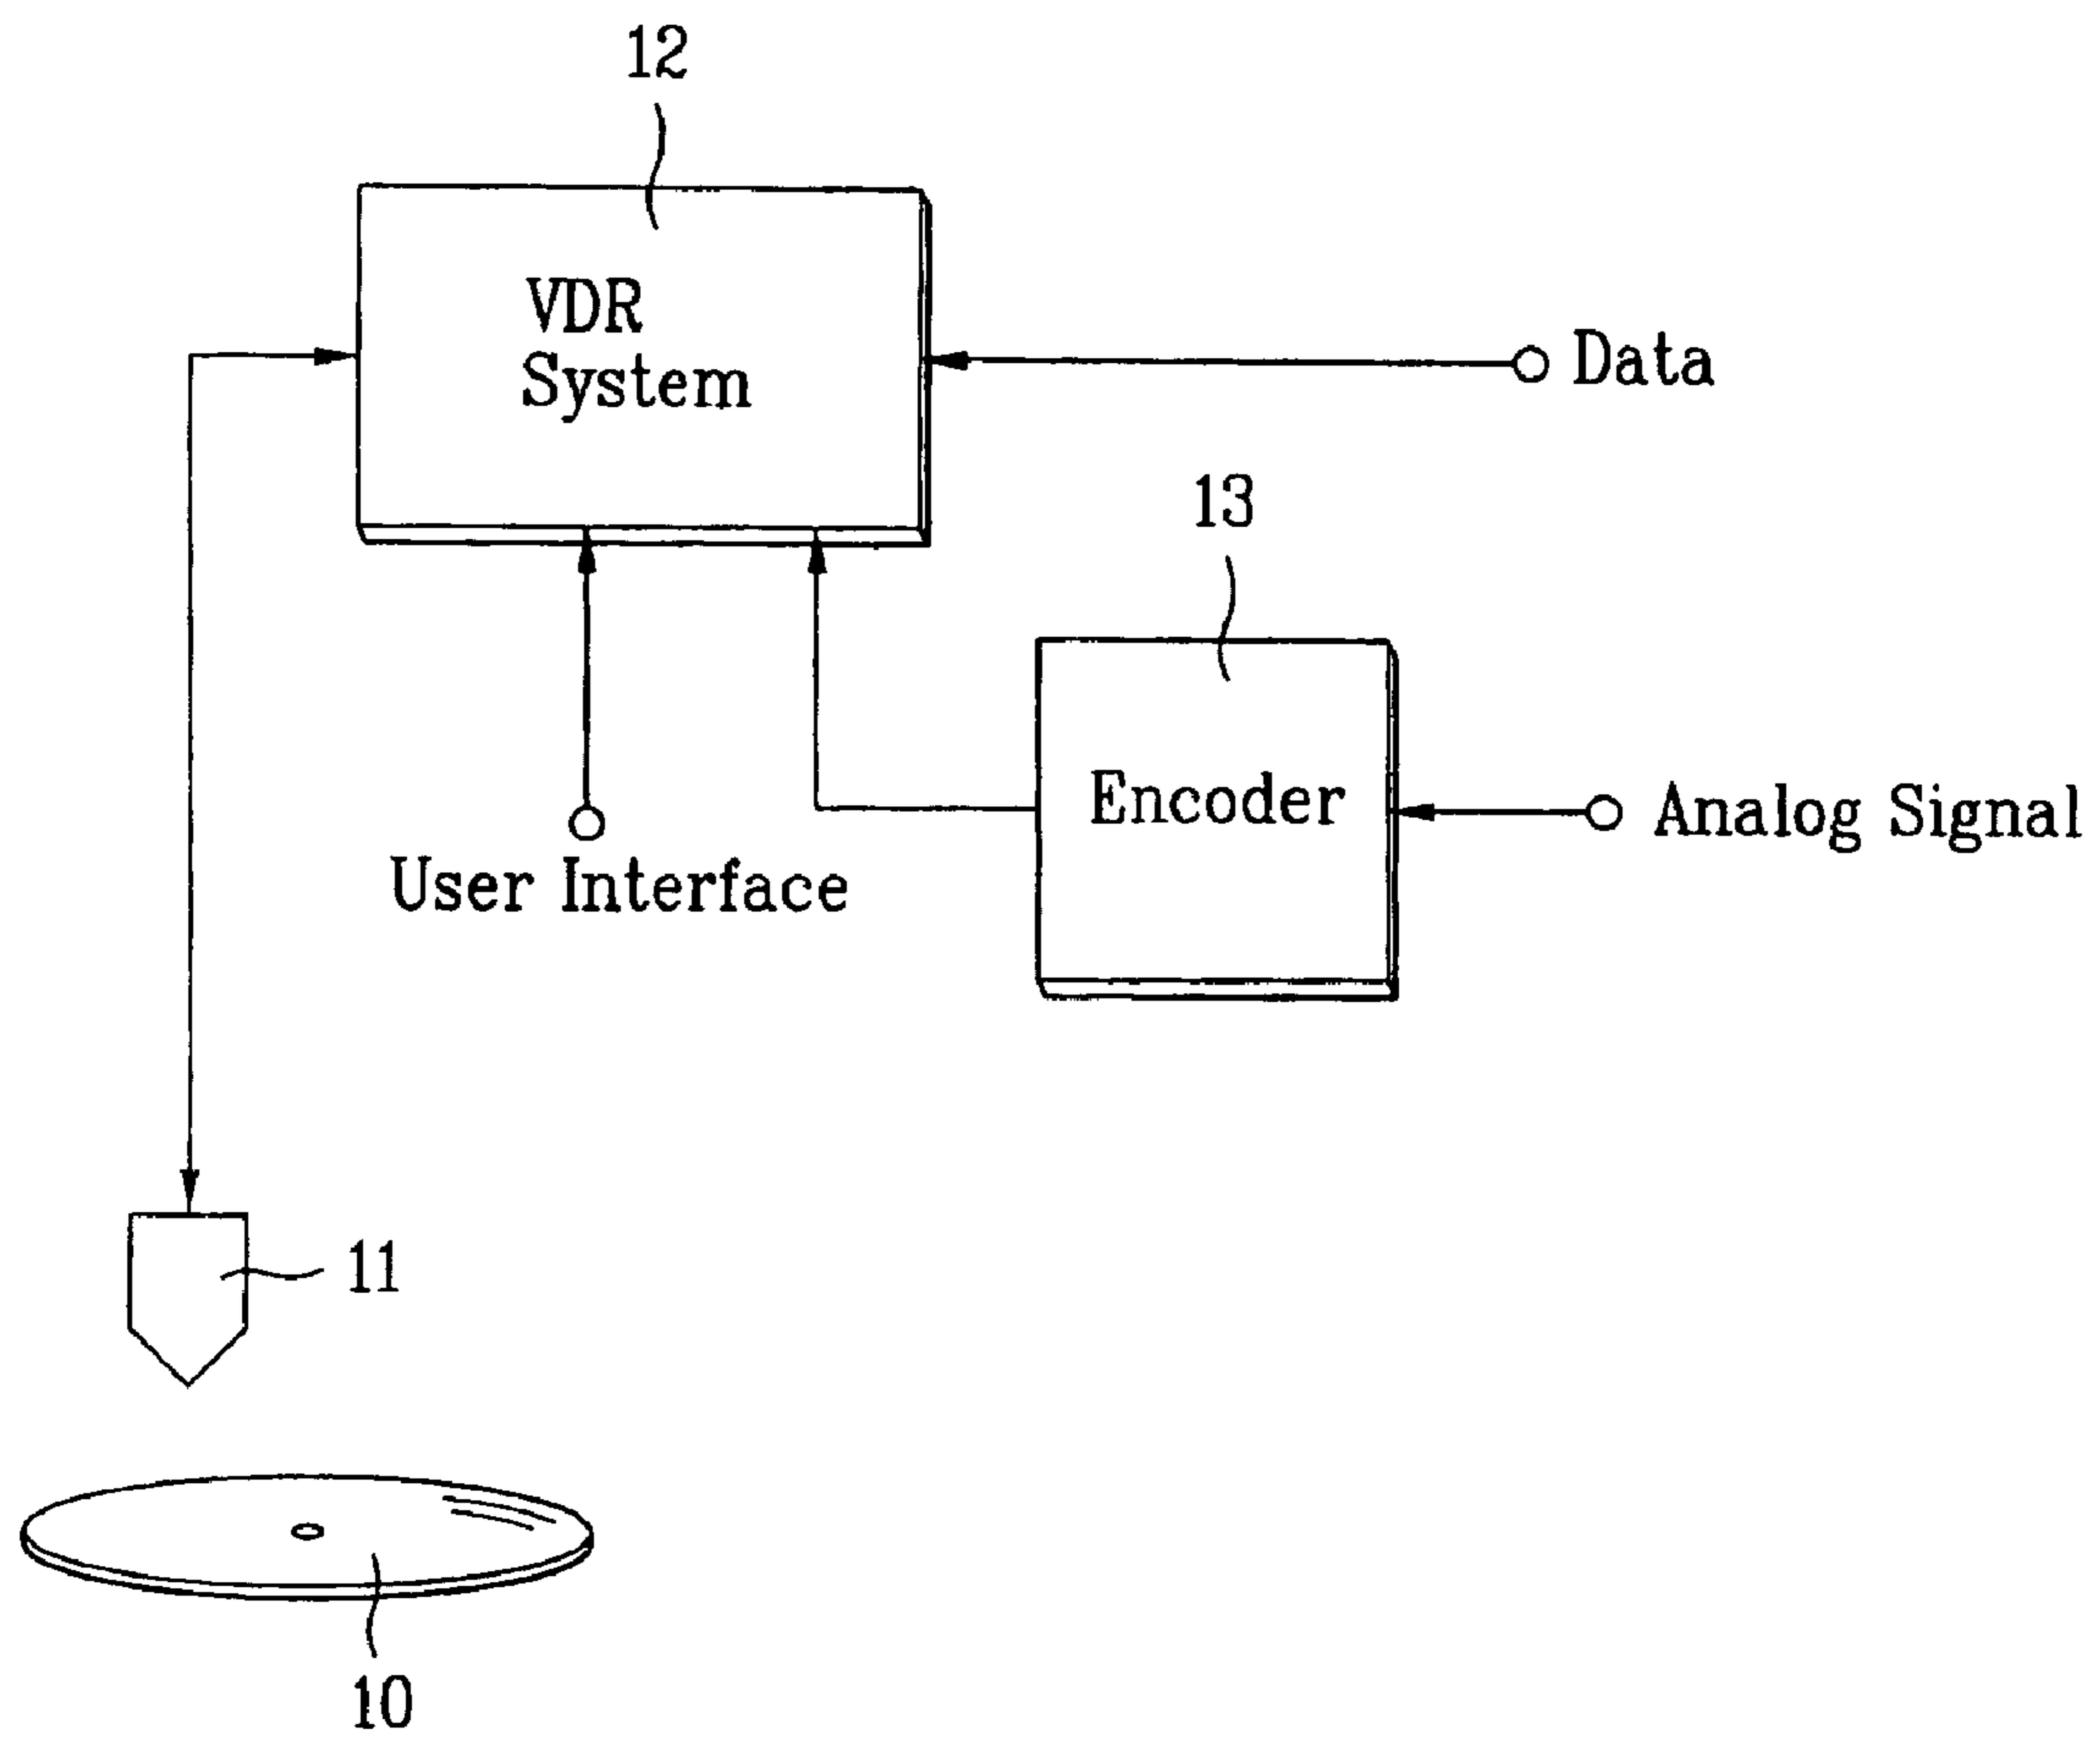 12
VDR
System
Data
13
Encoder
Analog Signal
User Interface
11
10